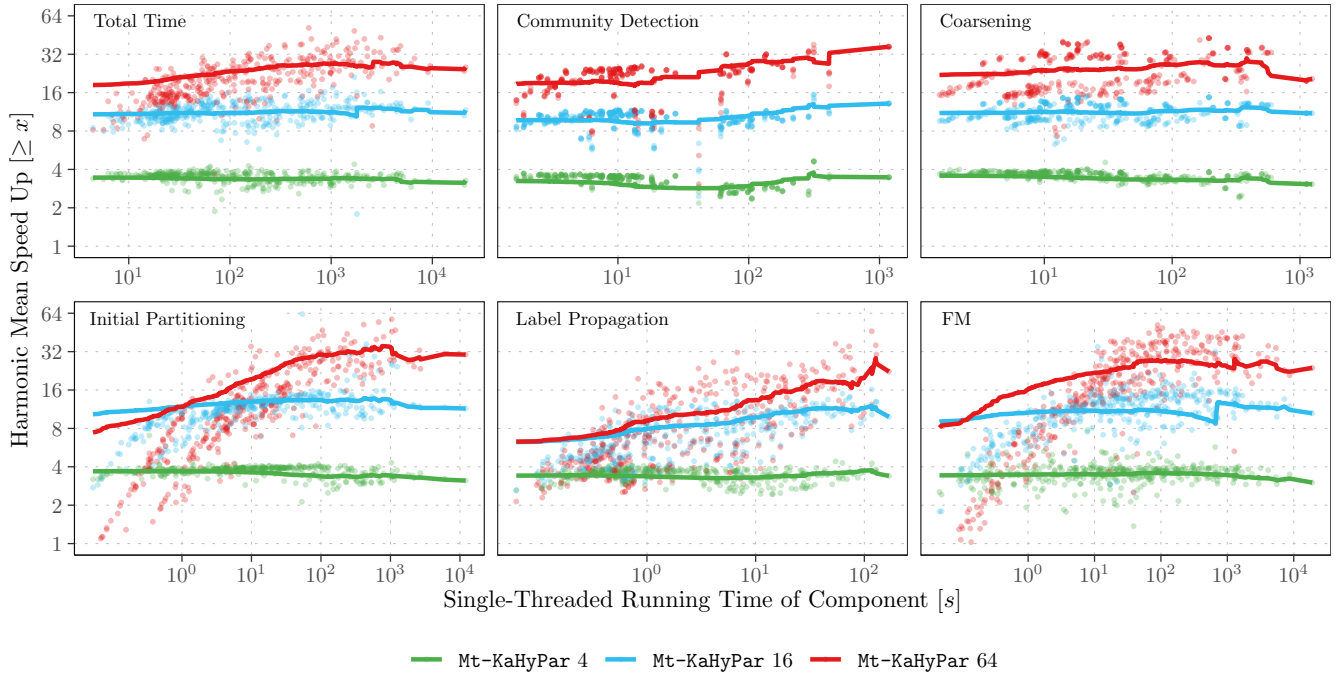 Harmonic Mean Speed Up [≥ x]
Total Time
Community Detection
Coarsening
64
32
16
8
4
2
1
10^1 10^2 10^3 10^4
10^1 10^2 10^3
10^1 10^2 10^3
Initial Partitioning
Label Propagation
FM
64
32
16
8
4
2
1
10^0 10^1 10^2 10^3 10^4
10^0 10^1 10^2
10^0 10^1 10^2 10^3 10^4
Single-Threaded Running Time of Component [s]
Mt-KaHyPar 4 Mt-KaHyPar 16 Mt-KaHyPar 64